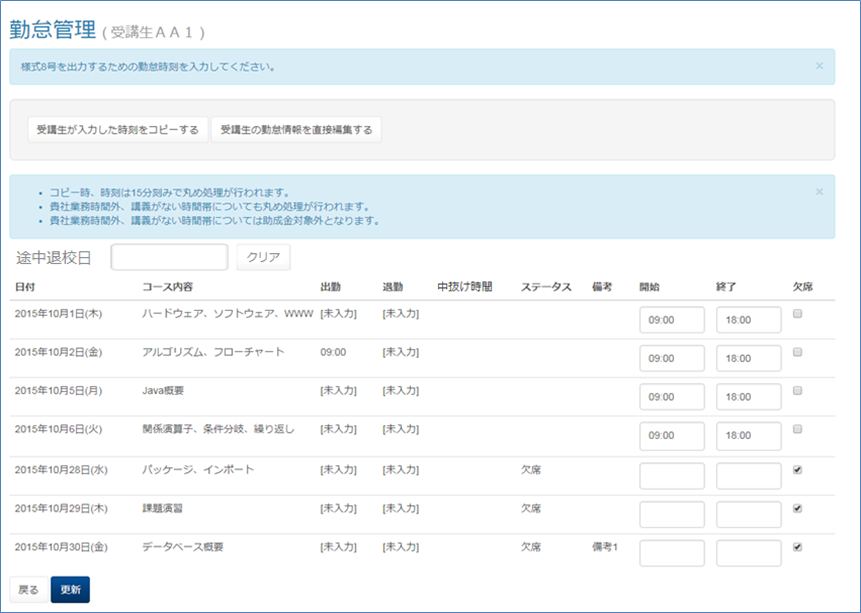 勤怠管理 ( 受講生ＡＡ１ )
様式8号を出力するための勤怠時刻を入力してください。 ×
受講生が入力した時刻をコピーする 受講生の勤怠情報を直接編集する
• コピー時、時刻は15分刻みで丸め処理が行われます。 ×
• 貴社業務時間外、講義がない時間帯についても丸め処理が行われます。
• 貴社業務時間外、講義がない時間帯については助成金対象外となります。
途中退校日 クリア
日付 コース内容 出勤 退勤 中抜け時間 ステータス 備考 開始 終了 欠席
2015年10月1日(木) ハードウェア、ソフトウェア、WWW [未入力] [未入力] 09:00 18:00
2015年10月2日(金) アルゴリズム、フローチャート 09:00 [未入力] 09:00 18:00
2015年10月5日(月) Java概要 [未入力] [未入力] 09:00 18:00
2015年10月6日(火) 関係演算子、条件分岐、繰り返し [未入力] [未入力] 09:00 18:00
2015年10月28日(水) パッケージ、インポート [未入力] [未入力] 欠席
2015年10月29日(木) 課題演習 [未入力] [未入力] 欠席
2015年10月30日(金) データベース概要 [未入力] [未入力] 欠席 備考1
戻る 更新